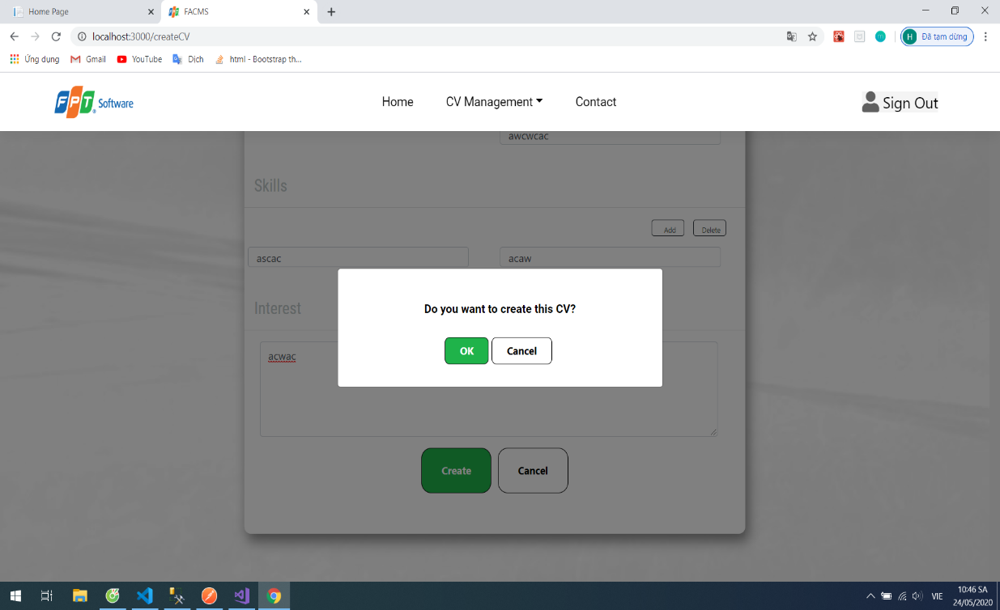 Home Page
FACMS
localhost:3000/createCV
H Đã tạm dừng
Ứng dụng Gmail YouTube Dịch html - Bootstrap th...
FPT Software Home CV Management Contact Sign Out
awcwcac
Skills
Add Delete
ascac acaw
Do you want to create this CV?
Interest
OK Cancel
acwac
Create Cancel
VIE
10:46 SA
24/05/2020